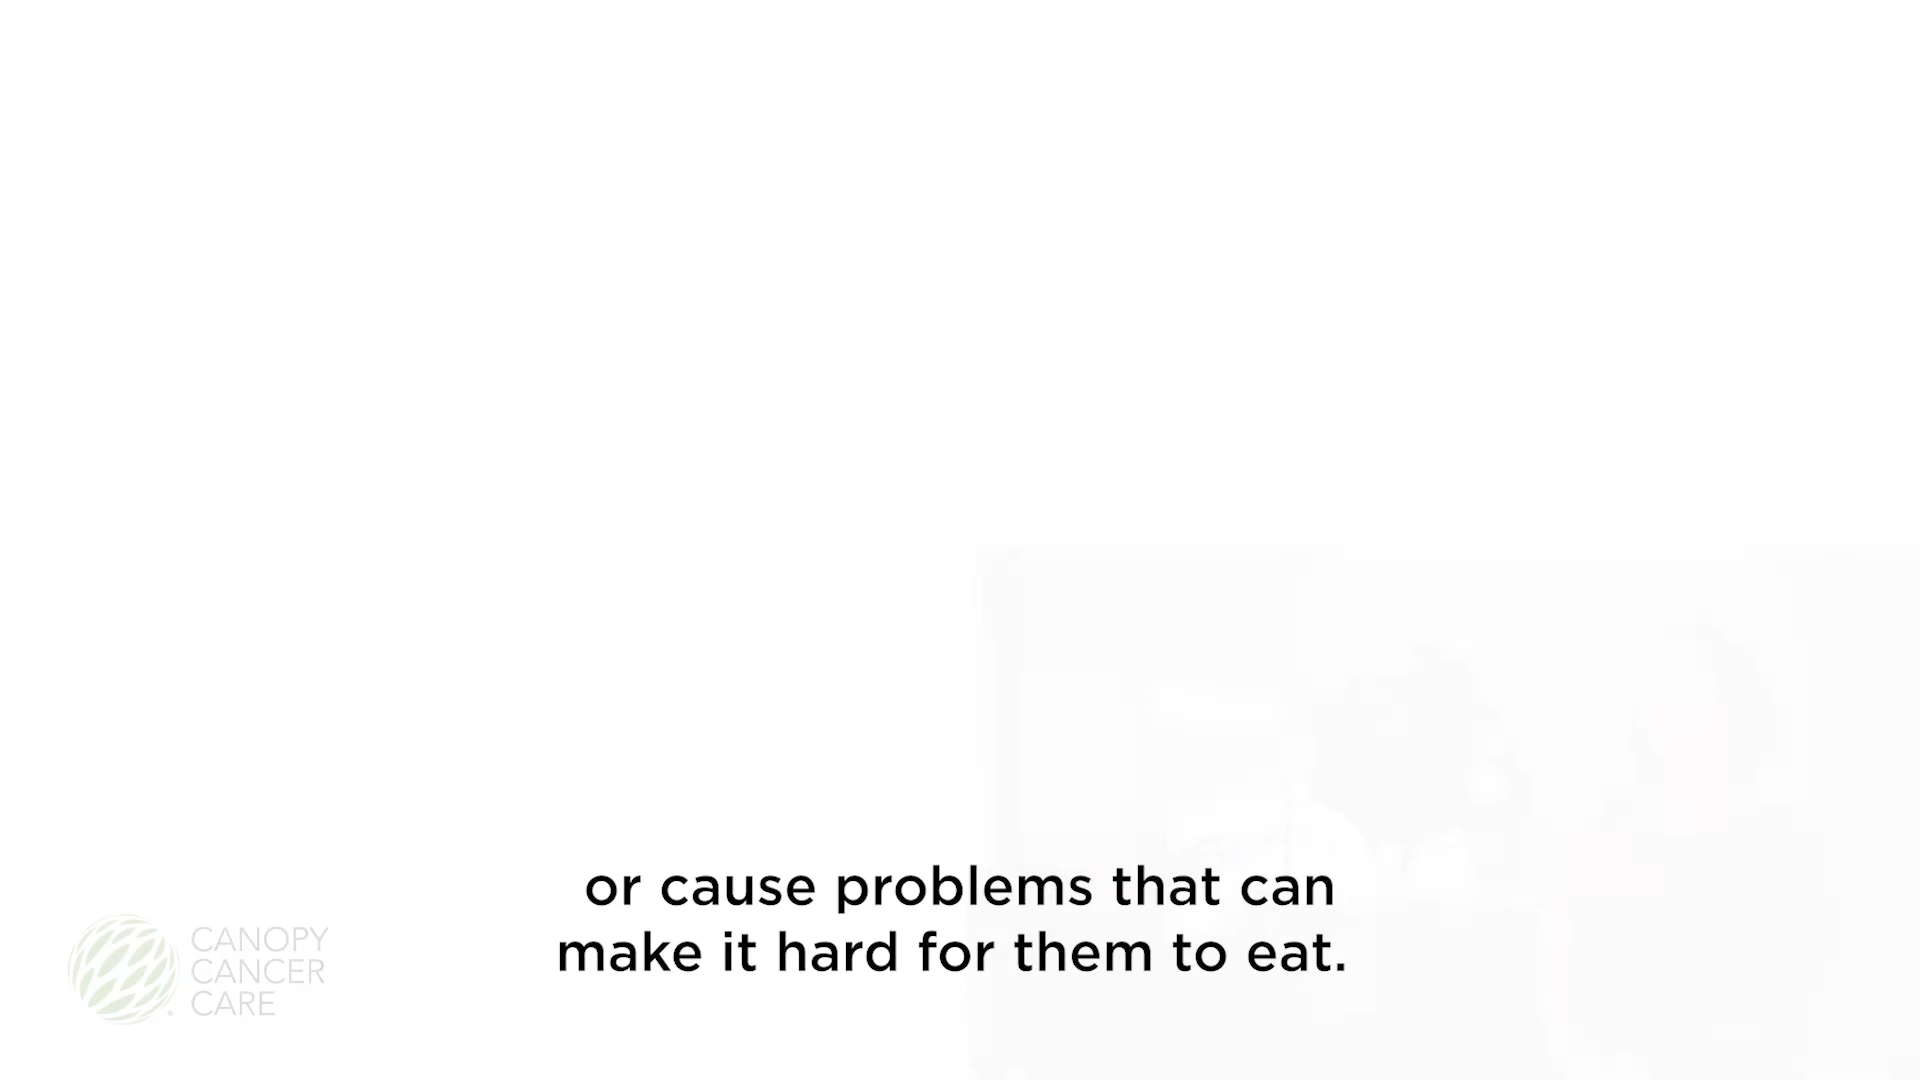 or cause problems that can
make it hard for them to eat.
CANOPY
CANCER
CARE